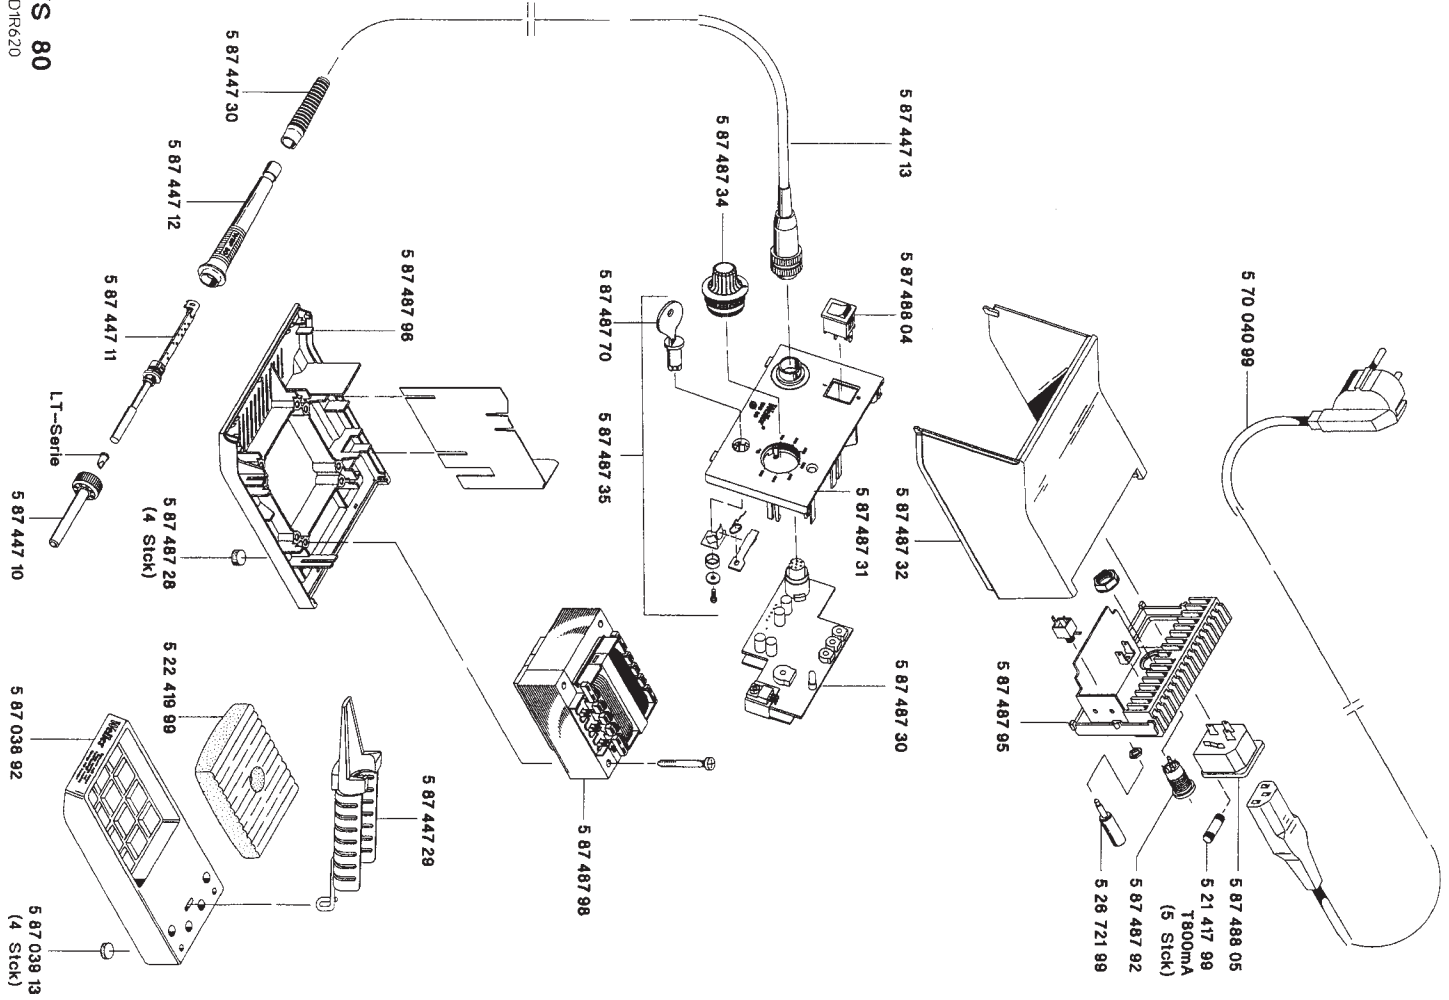 S 80
D1R620
5 87 447 30
5 87 447 12
5 87 447 11
LT-Serie
5 87 447 10
5 87 447 13
5 87 487 34
5 87 488 04
5 87 487 70
5 87 487 35
5 87 487 96
5 87 487 28
(4 Stck)
5 87 487 31
5 87 487 32
5 87 487 30
5 70 040 99
5 87 487 95
5 87 488 05
5 21 417 99
T800mA
(5 Stck)
5 87 487 92
5 26 721 99
5 87 487 98
5 22 419 99
5 87 038 92
5 87 447 29
5 87 039 13
(4 Stck)
Weller
Weller